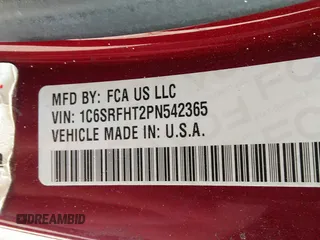 MFD BY: FCA US LLC
VIN: 1C6SRFHT2PN542365
VEHICLE MADE IN: U.S.A.
DREAMBID